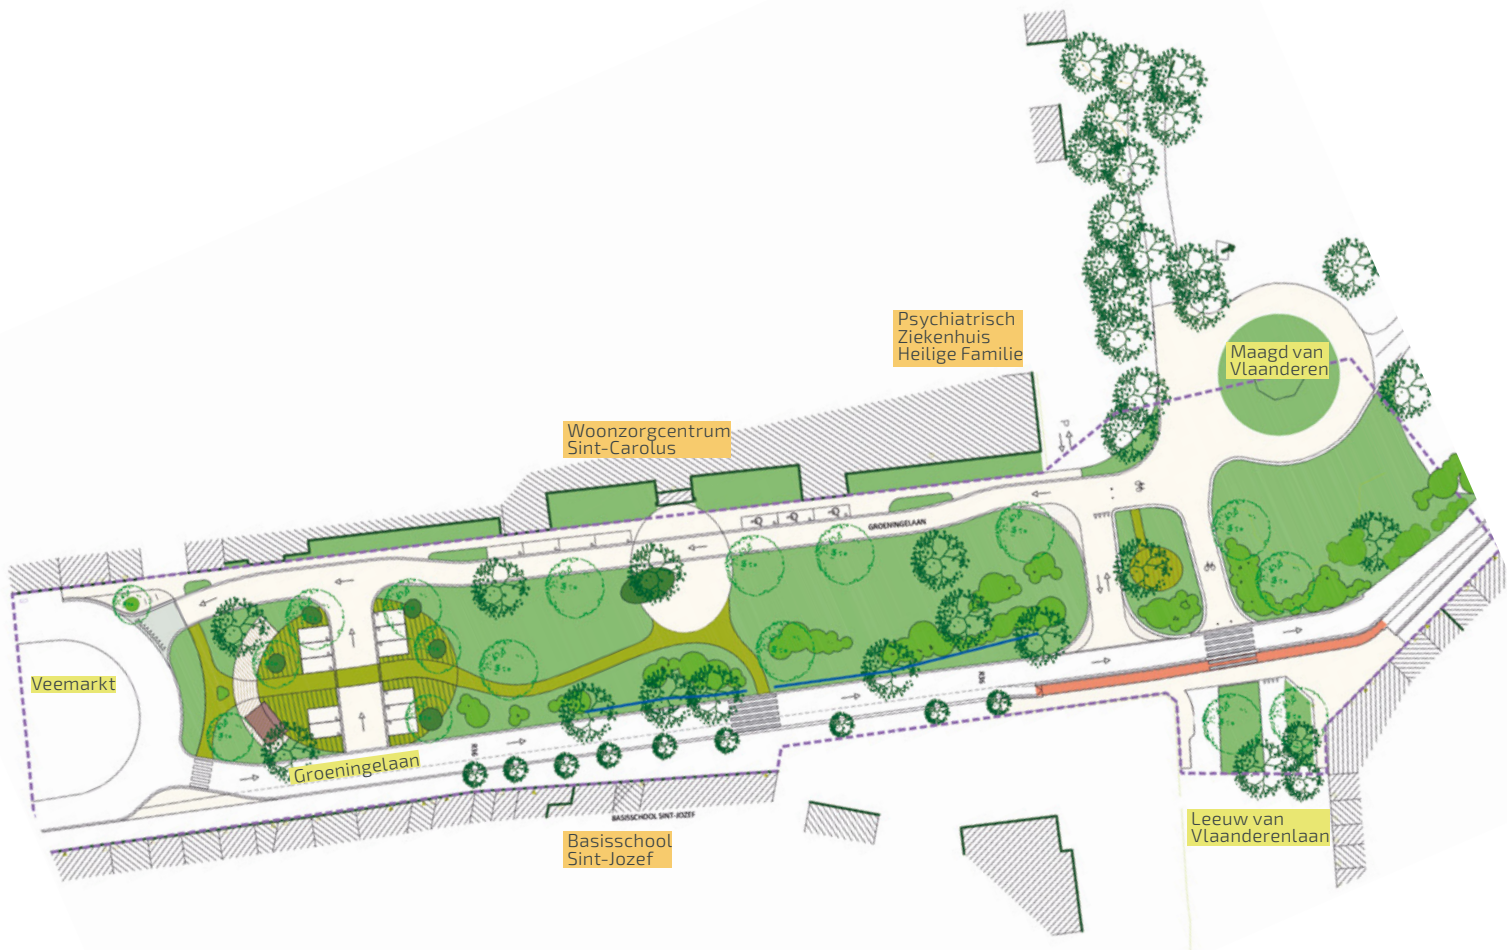 Psychiatrisch
Ziekenhuis
Heilige Familie
Maagd van
Vlaanderen
Woonzorgcentrum
Sint-Carolus
P
GROENINGELAAN
Veemarkt
Groeningelaan
BASISSCHOOL SINT-JOZEF
Basisschool
Sint-Jozef
Leeuw van
Vlaanderenlaan